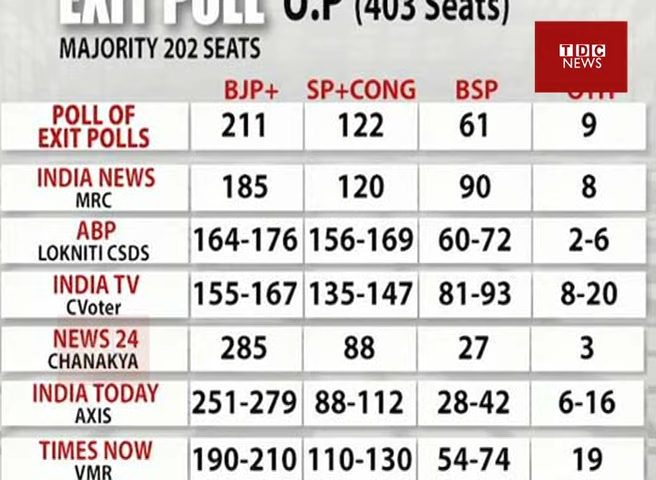 EXIT POLL U.P (403 Seats)
MAJORITY 202 SEATS
TDC
NEWS
BJP+ SP+CONG BSP OTH
POLL OF
EXIT POLLS 211 122 61 9
INDIA NEWS
MRC 185 120 90 8
ABP
LOKNITI CSDS 164-176 156-169 60-72 2-6
INDIA TV
CVoter 155-167 135-147 81-93 8-20
NEWS 24
CHANAKYA 285 88 27 3
INDIA TODAY
AXIS 251-279 88-112 28-42 6-16
TIMES NOW
VMR 190-210 110-130 54-74 19